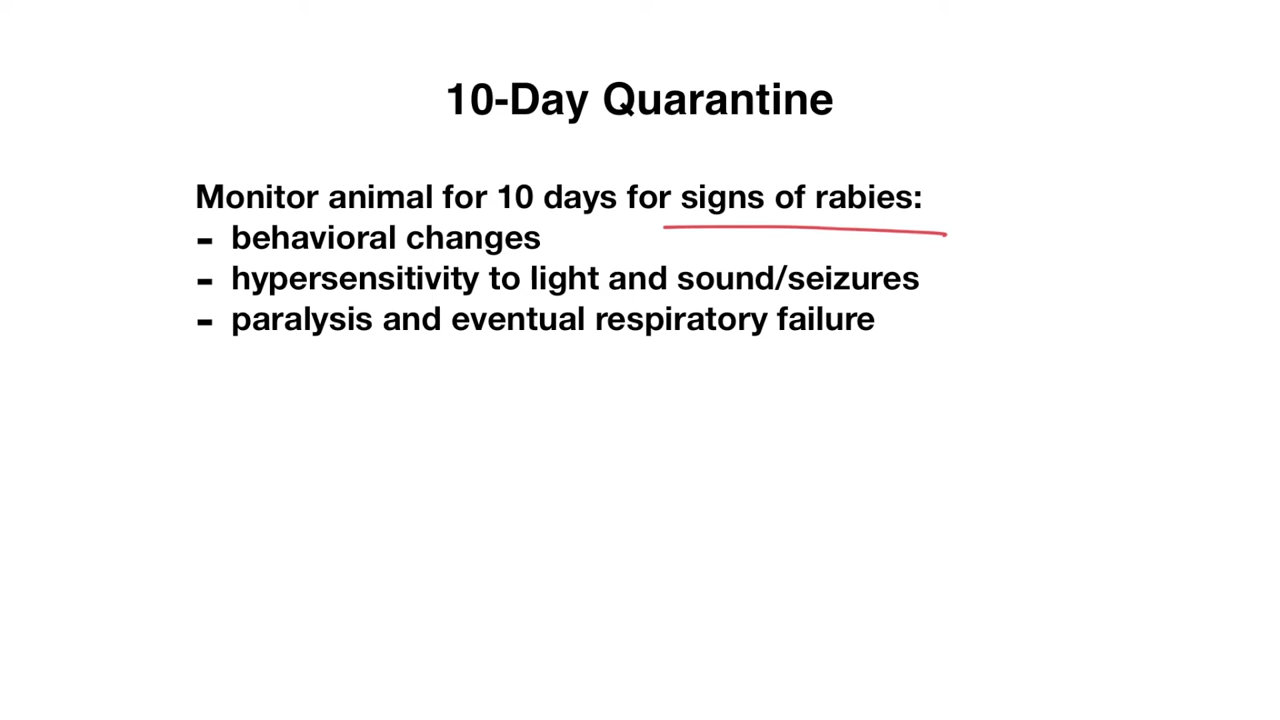 10-Day Quarantine
Monitor animal for 10 days for signs of rabies:
- behavioral changes
- hypersensitivity to light and sound/seizures
- paralysis and eventual respiratory failure